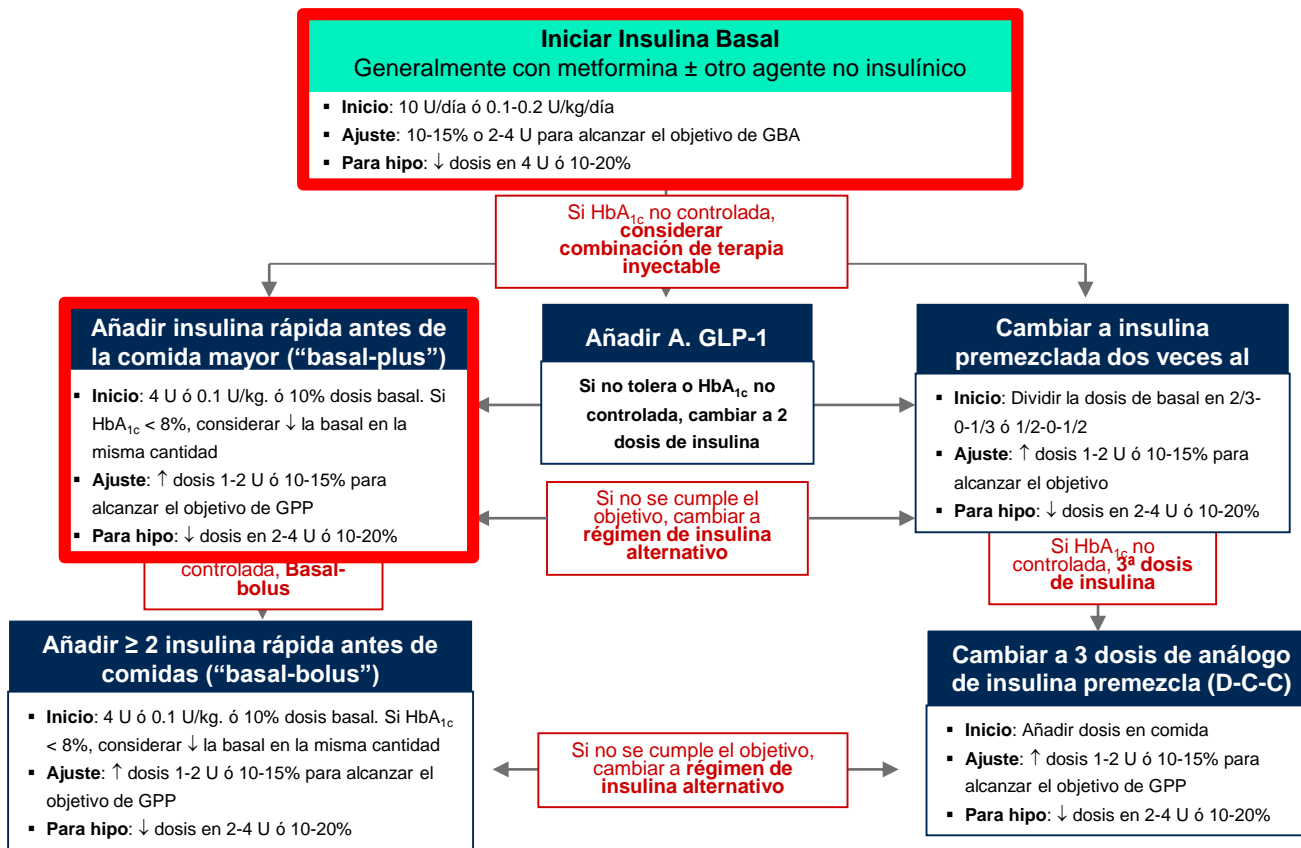 Iniciar Insulina Basal
Generalmente con metformina ± otro agente no insulínico
▪ Inicio: 10 U/día ó 0.1-0.2 U/kg/día
▪ Ajuste: 10-15% o 2-4 U para alcanzar el objetivo de GBA
▪ Para hipo: ↓ dosis en 4 U ó 10-20%
Si HbA1c no controlada,
considerar
combinación de terapia
inyectable
Añadir insulina rápida antes de
la comida mayor (“basal-plus”)
▪ Inicio: 4 U ó 0.1 U/kg. ó 10% dosis basal. Si
HbA1c < 8%, considerar ↓ la basal en la
misma cantidad
▪ Ajuste: ↑ dosis 1-2 U ó 10-15% para
alcanzar el objetivo de GPP
▪ Para hipo: ↓ dosis en 2-4 U ó 10-20%
Añadir A. GLP-1
Si no tolera o HbA1c no
controlada, cambiar a 2
dosis de insulina
Cambiar a insulina
premezclada dos veces al
▪ Inicio: Dividir la dosis de basal en 2/3-
0-1/3 ó 1/2-0-1/2
▪ Ajuste: ↑ dosis 1-2 U ó 10-15% para
alcanzar el objetivo
▪ Para hipo: ↓ dosis en 2-4 U ó 10-20%
Si no se cumple el
objetivo, cambiar a
régimen de insulina
alternativo
controlada, Basal-
bolus
Si HbA1c no
controlada, 3ª dosis
de insulina
Añadir ≥ 2 insulina rápida antes de
comidas (“basal-bolus”)
▪ Inicio: 4 U ó 0.1 U/kg. ó 10% dosis basal. Si HbA1c
< 8%, considerar ↓ la basal en la misma cantidad
▪ Ajuste: ↑ dosis 1-2 U ó 10-15% para alcanzar el
objetivo de GPP
▪ Para hipo: ↓ dosis en 2-4 U ó 10-20%
Si no se cumple el objetivo,
cambiar a régimen de
insulina alternativo
Cambiar a 3 dosis de análogo
de insulina premezcla (D-C-C)
▪ Inicio: Añadir dosis en comida
▪ Ajuste: ↑ dosis 1-2 U ó 10-15% para
alcanzar el objetivo de GPP
▪ Para hipo: ↓ dosis en 2-4 U ó 10-20%